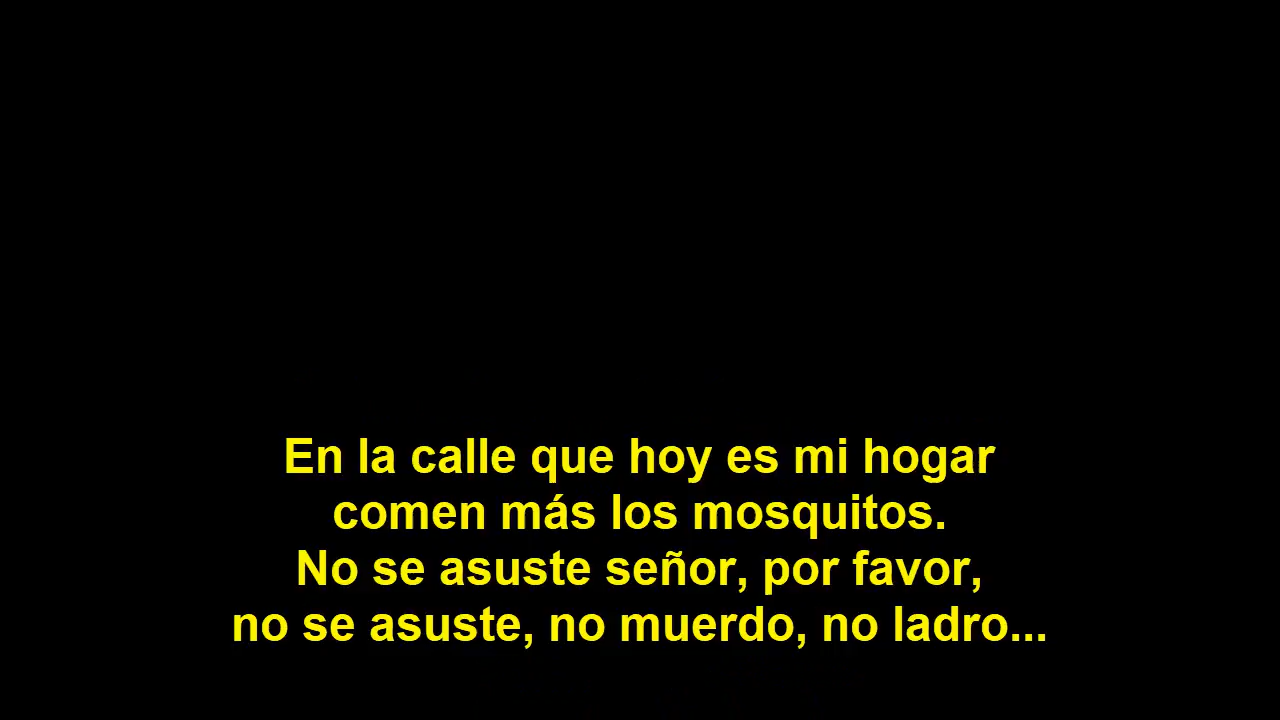 En la calle que hoy es mi hogar
comen más los mosquitos.
No se asuste señor, por favor,
no se asuste, no muerdo, no ladro...